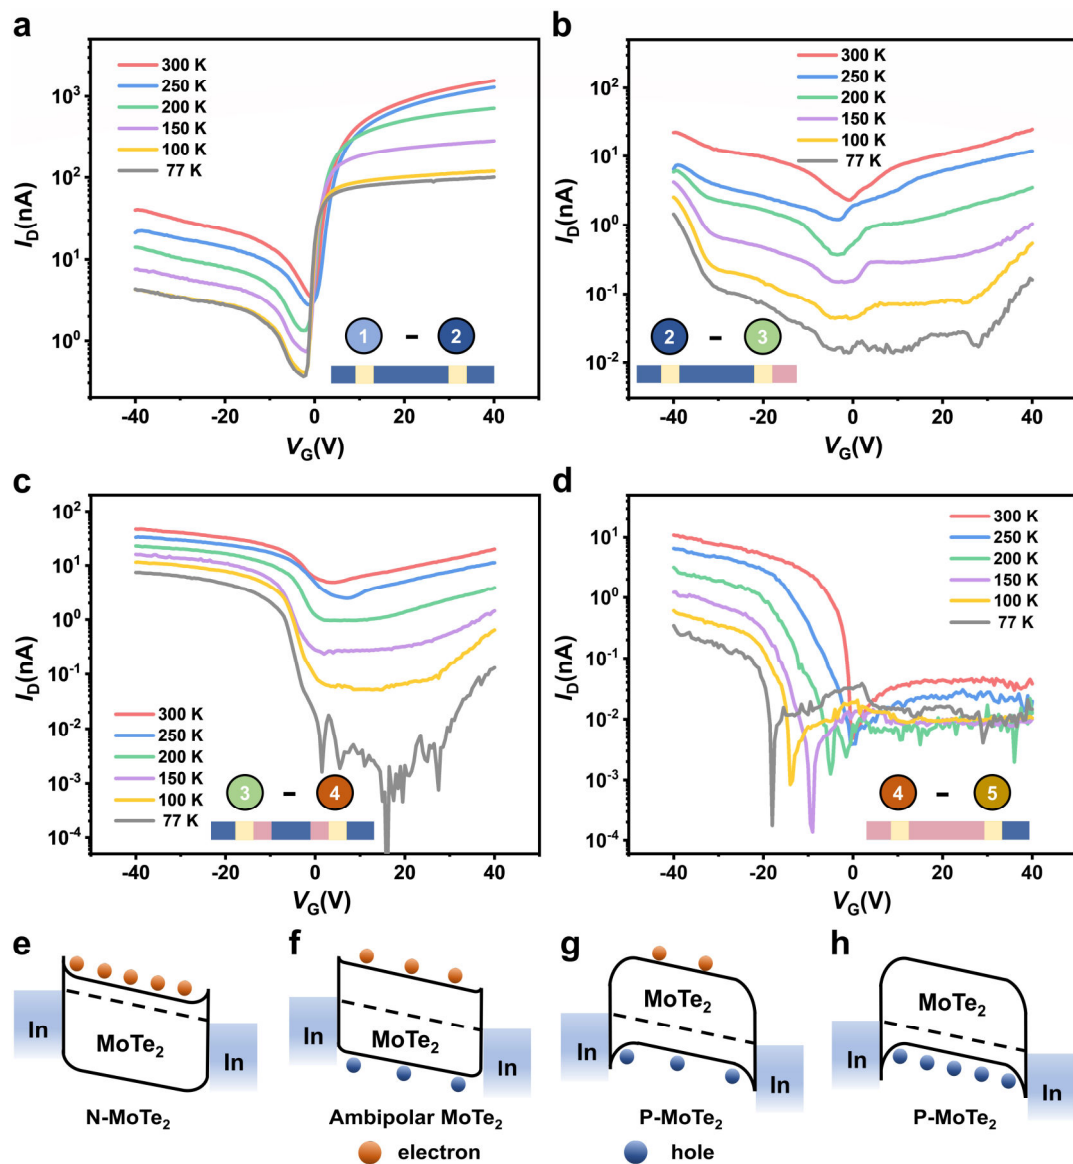 a
I_D(nA)
10³
10²
10¹
10⁰
300 K
250 K
200 K
150 K
100 K
77 K
1 - 2
-40 -20 0 20 40
V_G(V)
b
I_D(nA)
10²
10¹
10⁰
10⁻¹
10⁻²
300 K
250 K
200 K
150 K
100 K
77 K
2 - 3
-40 -20 0 20 40
V_G(V)
c
I_D(nA)
10²
10¹
10⁰
10⁻¹
10⁻²
10⁻³
10⁻⁴
300 K
250 K
200 K
150 K
100 K
77 K
3 - 4
-40 -20 0 20 40
V_G(V)
d
I_D(nA)
10²
10¹
10⁰
10⁻¹
10⁻²
10⁻³
10⁻⁴
300 K
250 K
200 K
150 K
100 K
77 K
4 - 5
-40 -20 0 20 40
V_G(V)
e
In
MoTe₂
In
N-MoTe₂
f
In
MoTe₂
In
Ambipolar MoTe₂
g
In
MoTe₂
In
P-MoTe₂
h
In
MoTe₂
In
P-MoTe₂
electron
hole